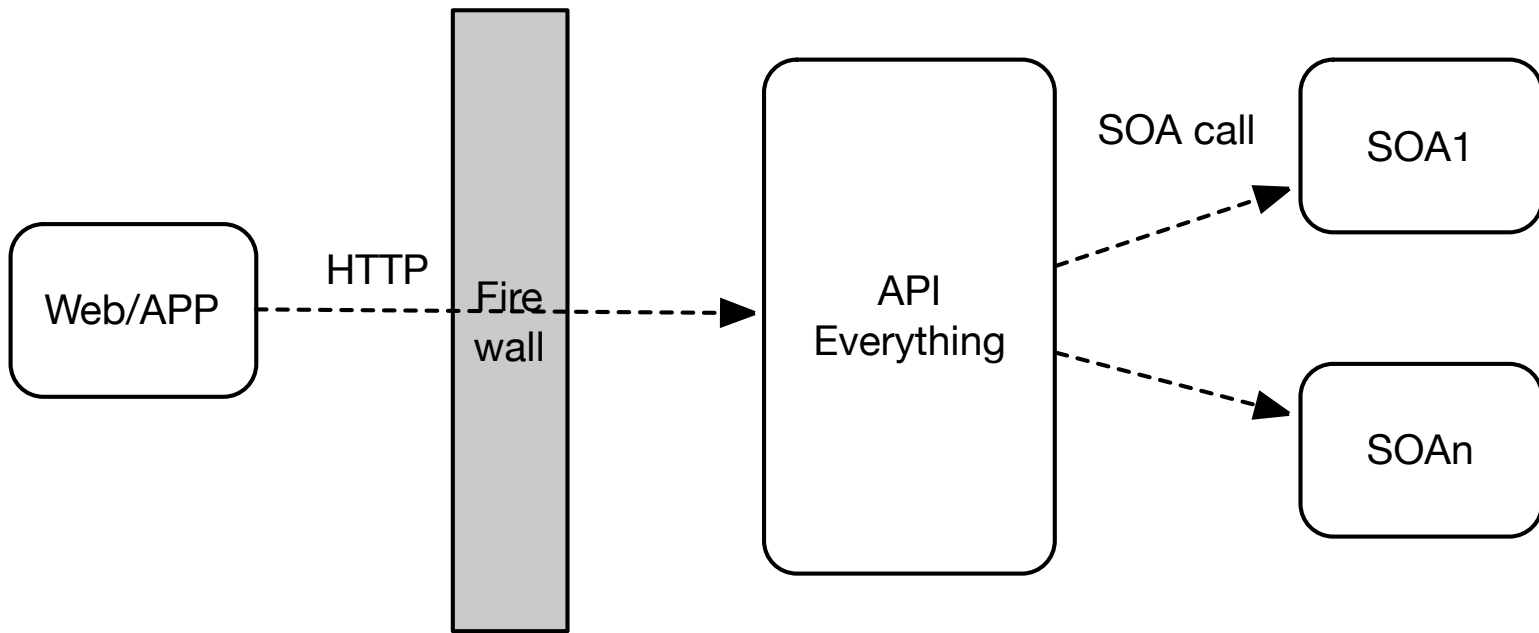 Web/APP
HTTP
Fire
wall
API
Everything
SOA call
SOA1
SOAn